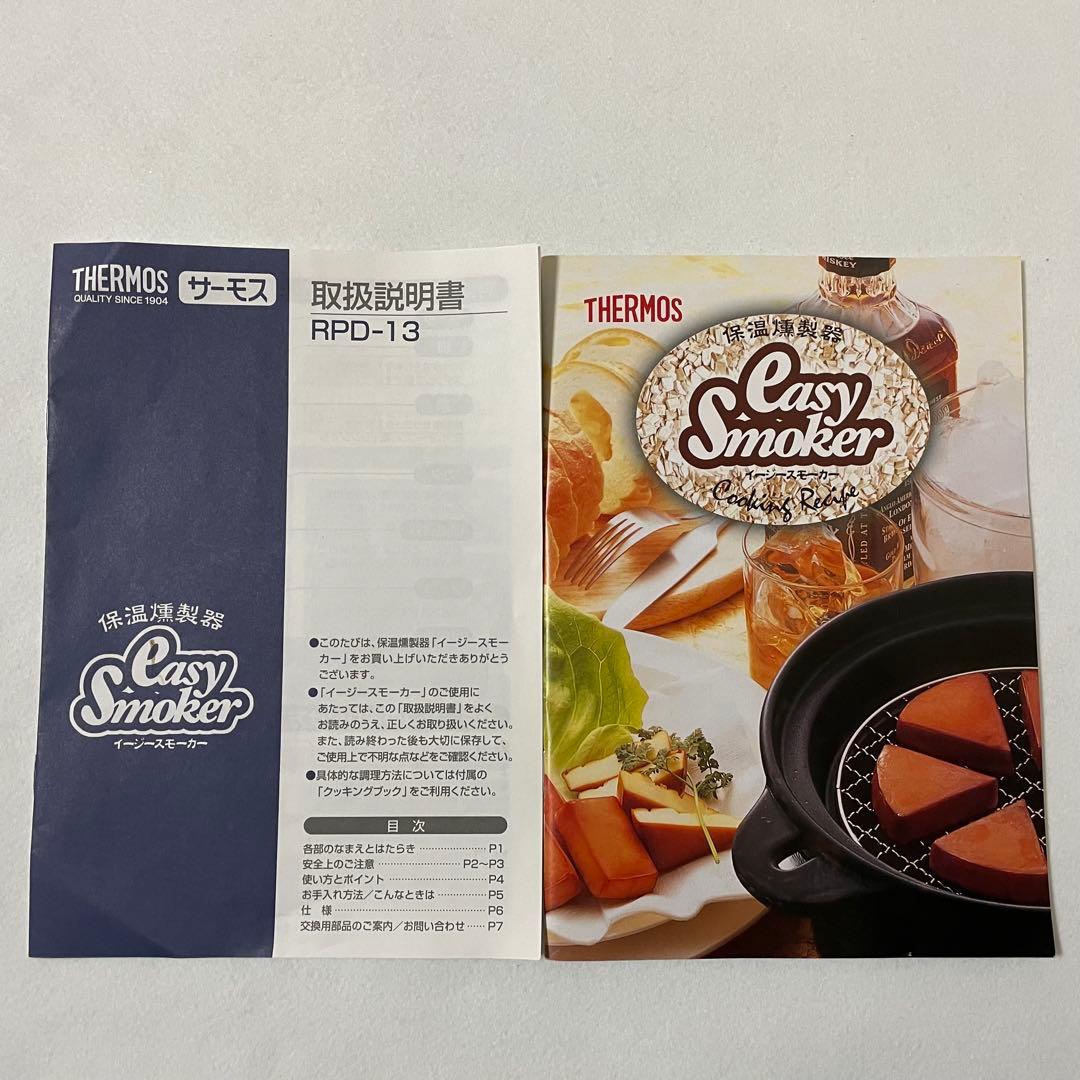 THERMOS
QUALITY SINCE 1904
サーモス
保温燻製器
easy
Smoker
イージースモーカー
取扱説明書
RPD-13
●このたびは、保温燻製器「イージースモー
カー」をお買い上げいただきありがとう
ございます。
●「イージースモーカー」のご使用に
あたっては、この「取扱説明書」をよく
お読みのうえ、正しくお取り扱いください。
また、読み終わった後も大切に保存して、
ご使用上で不明な点などをご確認ください。
●具体的な調理方法については付属の
「クッキングブック」をご利用ください。
目 次
各部のなまえとはたらき ………………… P1
安全上のご注意 ………………… P2〜P3
使い方とポイント ………………… P4
お手入れ方法／こんなときは ………… P5
仕 様 ………………………… P6
交換用部品のご案内／お問い合わせ …… P7
THERMOS
保温燻製器
easy
Smoker
イージースモーカー
Cooking Recipe
ISKEY
LONDON